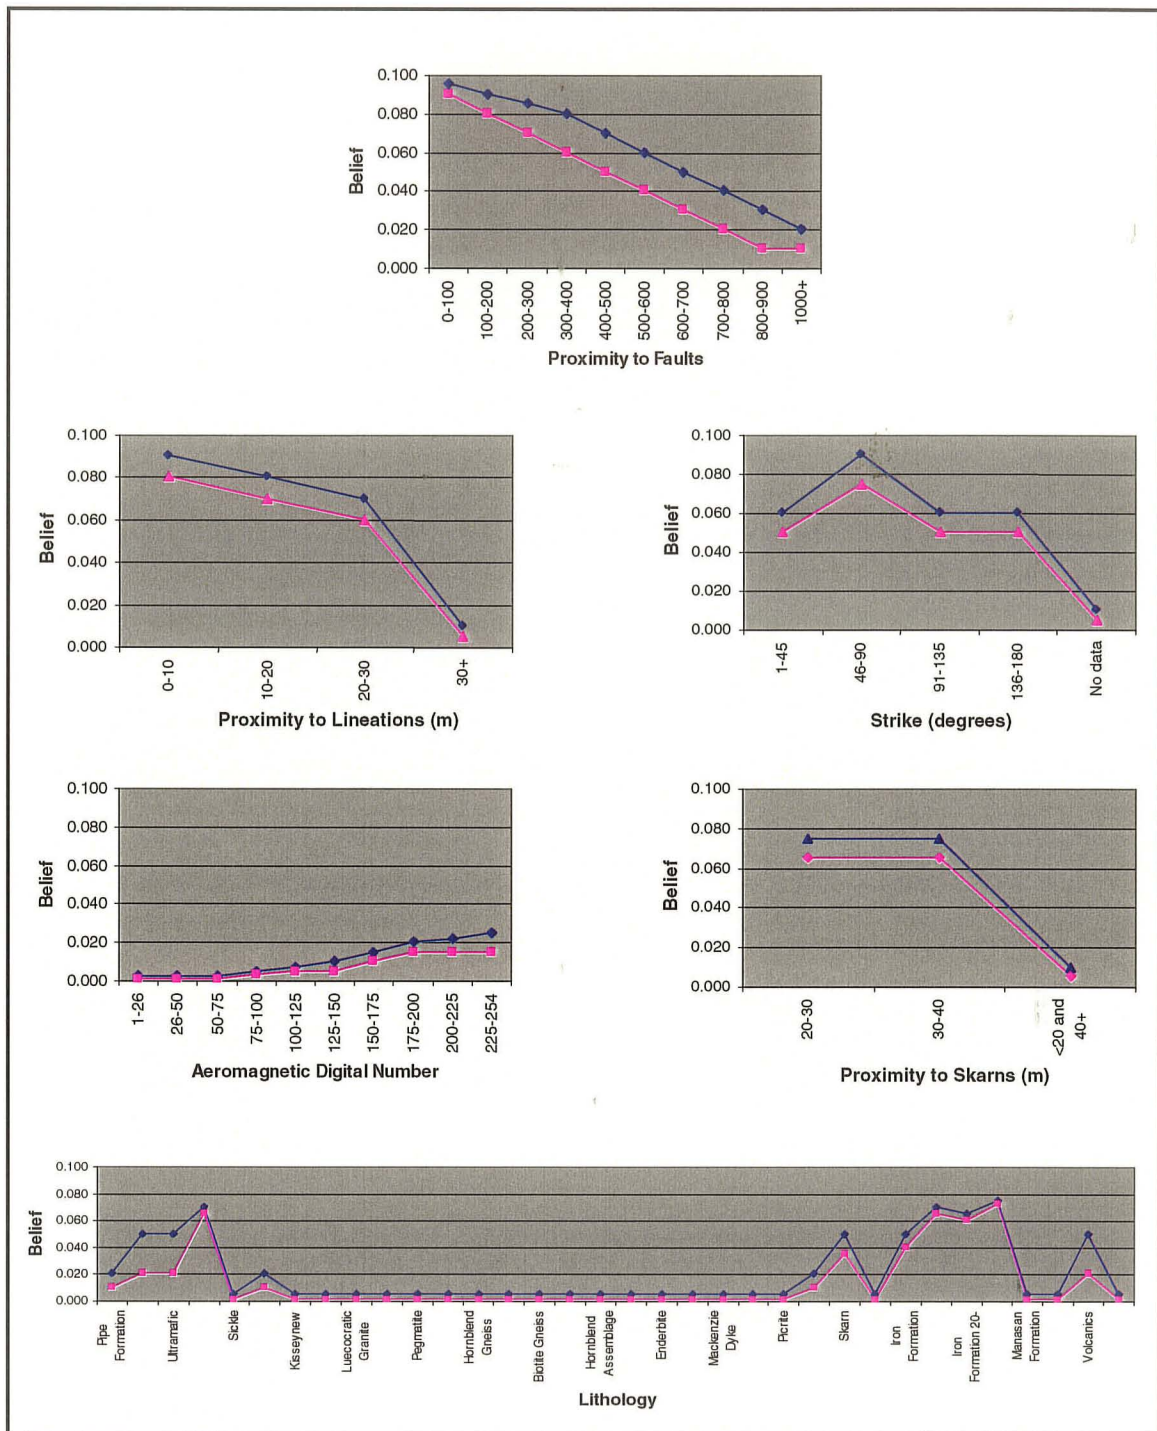 0.100
0.080
0.060
0.040
0.020
0.000
Belief
0-100
100-200
200-300
300-400
400-500
500-600
600-700
700-800
800-900
1000+
Proximity to Faults
0.100
0.080
0.060
0.040
0.020
0.000
Belief
0-10
10-20
20-30
30+
Proximity to Lineations (m)
0.100
0.080
0.060
0.040
0.020
0.000
Belief
1-45
46-90
91-135
136-180
No data
Strike (degrees)
0.100
0.080
0.060
0.040
0.020
0.000
Belief
1-26
26-50
50-75
75-100
100-125
125-150
150-175
175-200
200-225
225-254
Aeromagnetic Digital Number
0.100
0.080
0.060
0.040
0.020
0.000
Belief
20-30
30-40
<20 and
40+
Proximity to Skarns (m)
0.100
0.080
0.060
0.040
0.020
0.000
Belief
Pipe
Formation
Ultramafic
Sickle
Kisseynew
Luecocratic
Granite
Pegmatite
Hornblend
Gneiss
Biotite Gneiss
Hornblend
Assemblage
Enderbite
Mackenzie
Dyke
Picrite
Skarn
Iron
Formation
Iron
Formation 20-
Manasan
Formation
Volcanics
Lithology